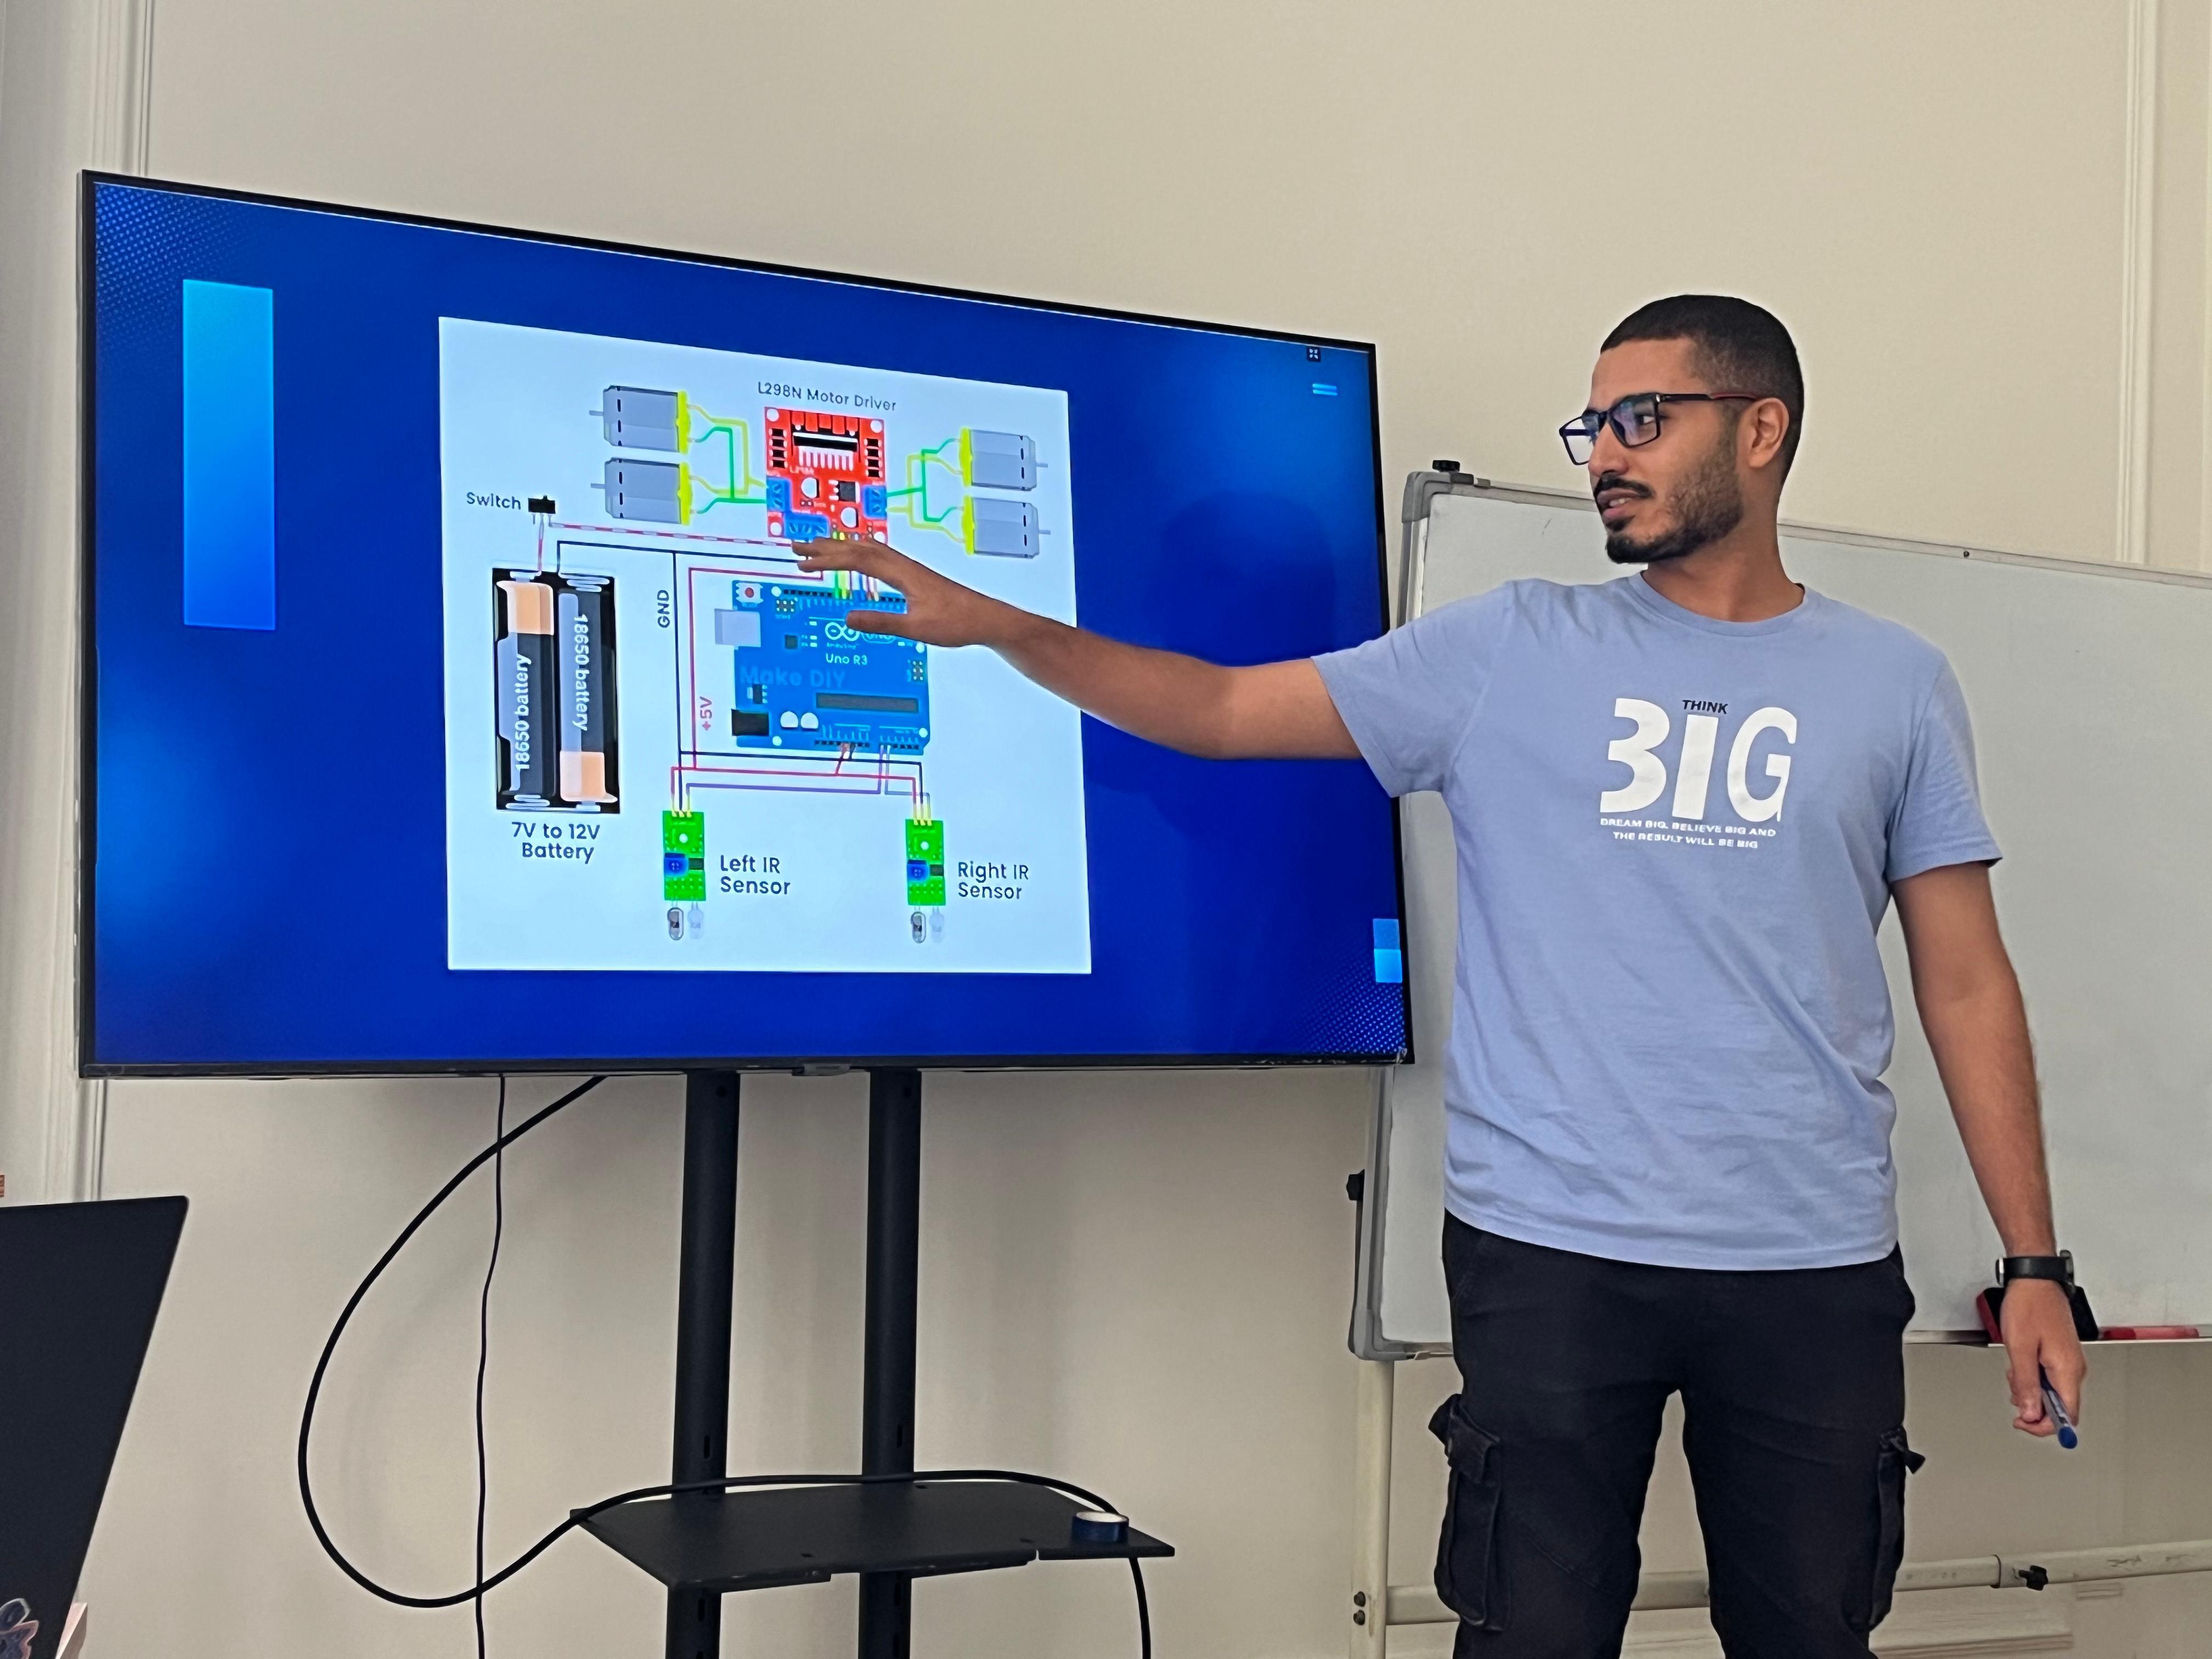 L298N Motor Driver
Switch
GND
18650 battery
18650 battery
Uno R3
Make DIY
+5V
7V to 12V
Battery
Left IR
Sensor
Right IR
Sensor
THINK
BIG
DREAM BIG, BELIEVE BIG AND
THE RESULT WILL BE BIG